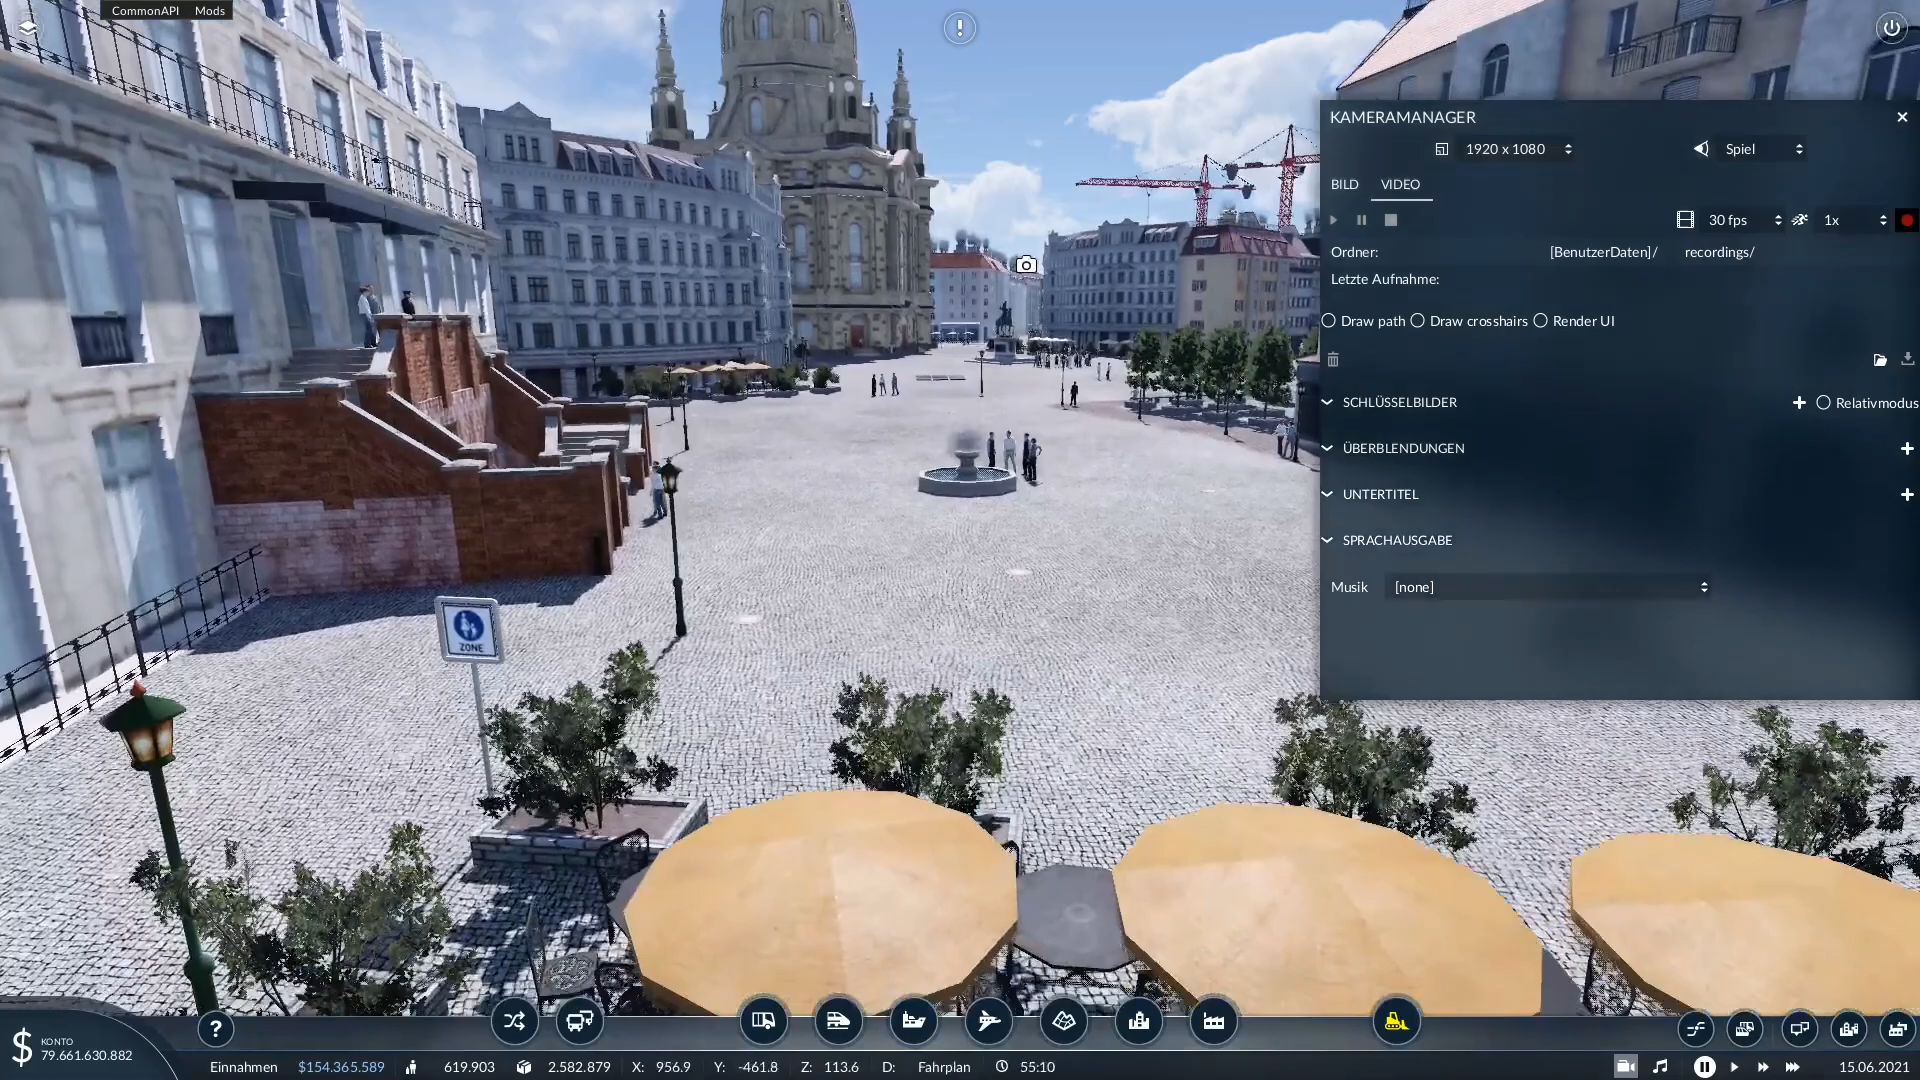 CommonAPI Mods
KAMERAMANAGER
1920 x 1080 Spiel
BILD VIDEO
30 fps 1x
Ordner: [BenutzerDaten]/ recordings/
Letzte Aufnahme:
Draw path Draw crosshairs Render UI
SCHLÜSSELBILDER Relativmodus
ÜBERBLENDUNGEN
UNTERTITEL
SPRACHAUSGABE
Musik [none]
ZONE
KONTO
79.661.630.882
Einnahmen $154.365.589 619.903 2.582.879 X: 956.9 Y: -461.8 Z: 113.6 D: Fahrplan 55:10 15.06.2021